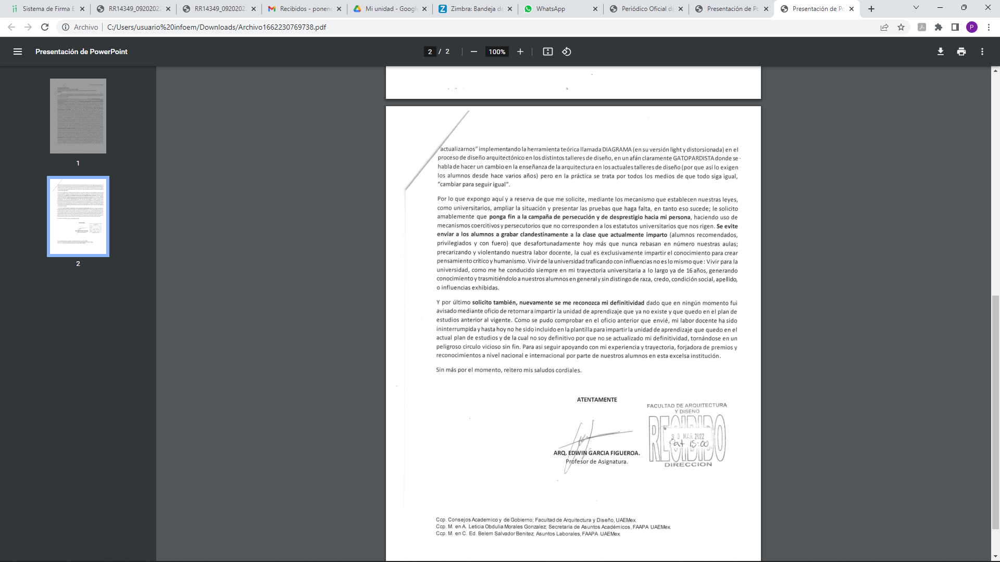 Sistema de Firma E
RR14349_0920202
RR14349_0920202
Recibidos - ponenc
Mi unidad - Googl
Zimbra: Bandeja de
WhatsApp
Periódico Oficial de
Presentación de Po
Presentación de Po
Archivo
C:/Users/usuario%20infoem/Downloads/Archivo1662230769738.pdf
P
Presentación de PowerPoint
2 / 2
100%
1
2
"actualizarnos" implementando la herramienta teórica llamada DIAGRAMA (en su versión light y distorsionada) en el
proceso de diseño arquitectónico en los distintos talleres de diseño, en un afán claramente GATOPARDISTA donde se
habla de hacer un cambio en la enseñanza de la arquitectura en los actuales talleres de diseño (por que así lo exigen
los alumnos desde hace varios años) pero en la práctica se trata por todos los medios de que todo siga igual,
"cambiar para seguir igual".
Por lo que expongo aquí y a reserva de que me solicite, mediante los mecanismo que establecen nuestras leyes,
como universitarios, ampliar la situación y presentar las pruebas que haga falta, en tanto eso sucede; le solicito
amablemente que ponga fin a la campaña de persecución y de desprestigio hacia mi persona, haciendo uso de
mecanismos coercitivos y persecutorios que no corresponden a los estatutos universitarios que nos rigen. Se evite
enviar a los alumnos a grabar clandestinamente a la clase que actualmente imparto (alumnos recomendados,
privilegiados y con fuero) que desafortunadamente hoy más que nunca rebasan en número nuestras aulas;
precarizando y violentando nuestra labor docente, la cual es exclusivamente impartir el conocimiento para crear
pensamiento crítico y humanismo. Vivir de la universidad traficando con influencias no es lo mismo que: Vivir para la
universidad, como me he conducido siempre en mi trayectoria universitaria a lo largo ya de 16 años, generando
conocimiento y trasmitiéndolo a nuestros alumnos en general y sin distingo de raza, credo, condición social, apellido,
o influencias exhibidas.
Y por último solicito también, nuevamente se me reconozca mi definitividad dado que en ningún momento fui
avisado mediante oficio de retornar a impartir la unidad de aprendizaje que ya no existe y que quedo en el plan de
estudios anterior al vigente. Como se pudo comprobar en el oficio anterior que envié, mi labor docente ha sido
ininterrumpida y hasta hoy no he sido incluido en la plantilla para impartir la unidad de aprendizaje que quedo en el
actual plan de estudios y de la cual no soy definitivo por que no se actualizado mi definitividad, tornándose en un
peligroso circulo vicioso sin fin. Para asi seguir apoyando con mi experiencia y trayectoria, forjadora de premios y
reconocimientos a nivel nacional e internacional por parte de nuestros alumnos en esta excelsa institución.
Sin más por el momento, reitero mis saludos cordiales.
ATENTAMENTE
FACULTAD DE ARQUITECTURA
Y DISEÑO
RECIBIDO
30 MAR 2022
Pat 15:00
DIRECCION
ARQ. EDWIN GARCIA FIGUEROA.
Profesor de Asignatura.
Ccp. Consejos Academico y de Gobierno; Facultad de Arquitectura y Diseño, UAEMex.
Ccp. M. en A. Leticia Obdulia Morales Gonzalez; Secretaría de Asuntos Académicos, FAAPA UAEMex.
Ccp. M. en C. Ed. Belem Salvador Benitez; Asuntos Laborales, FAAPA UAEMex.